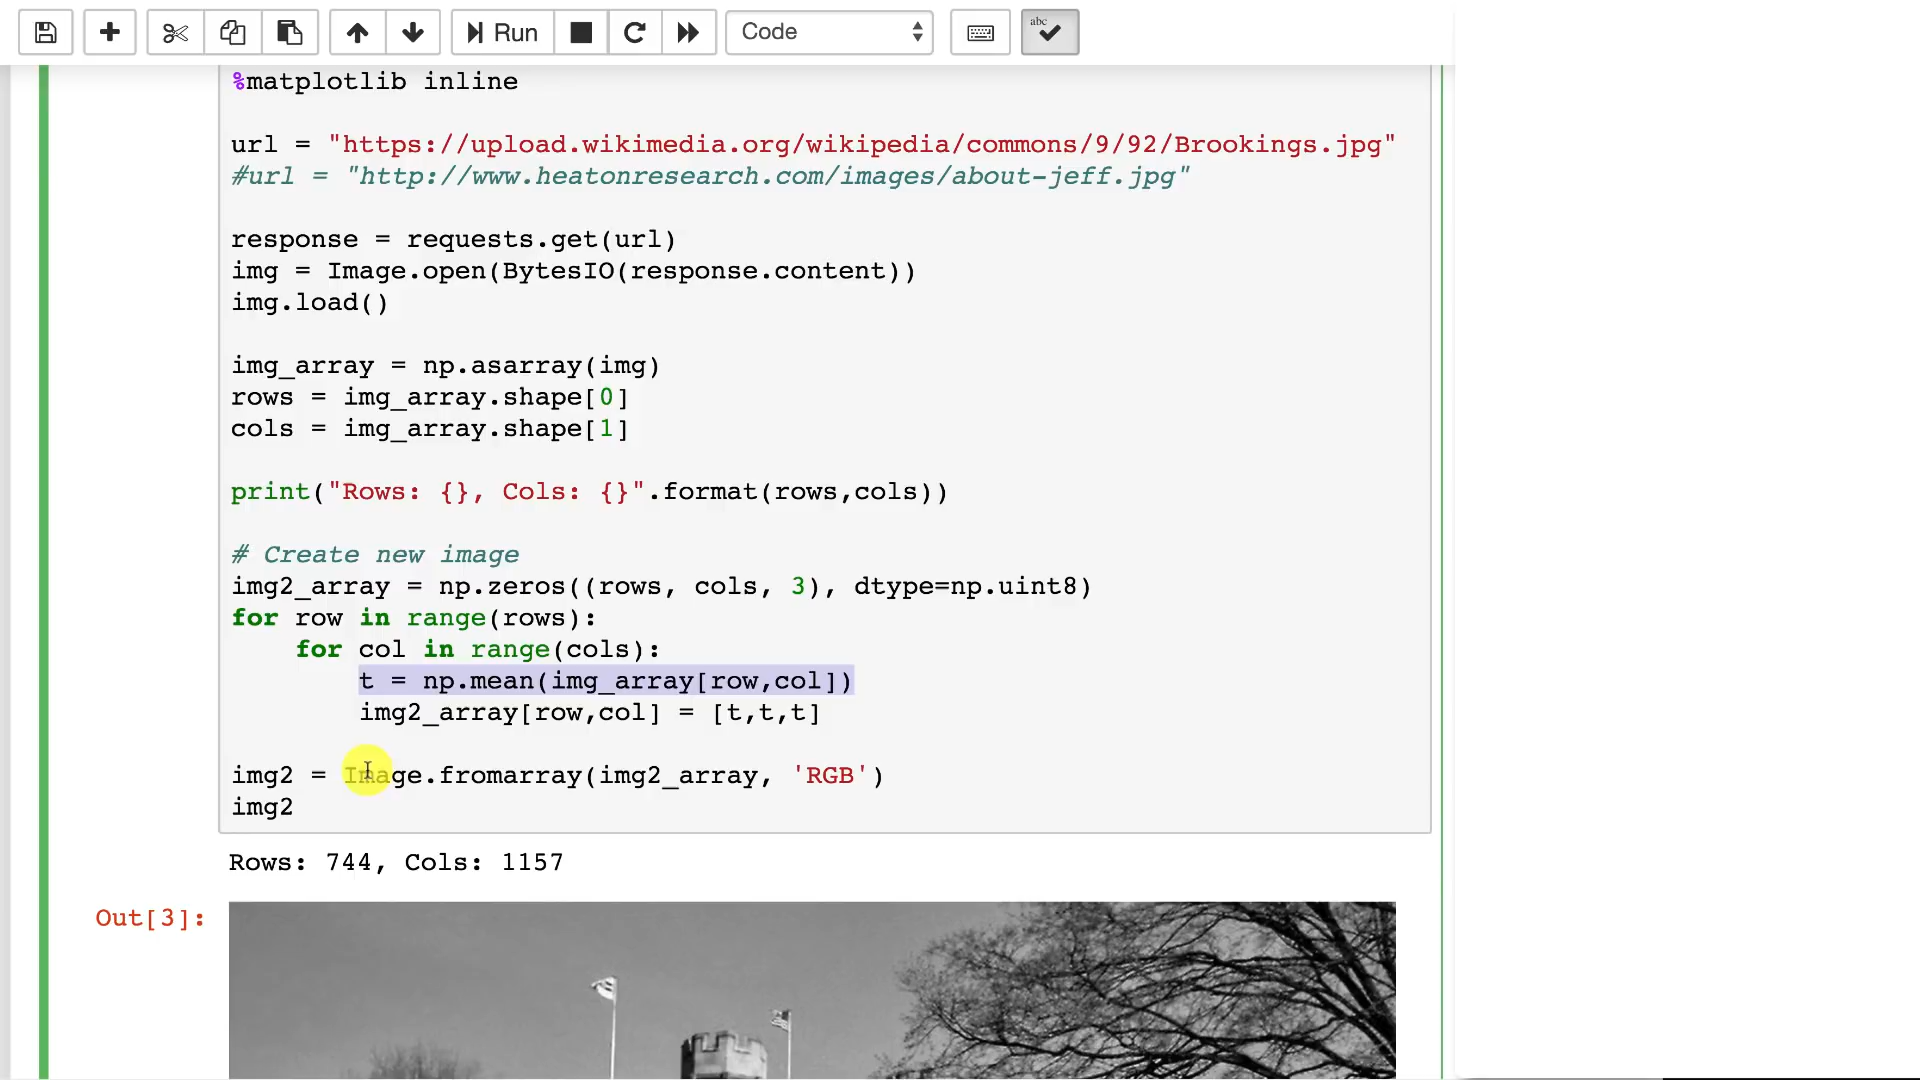 Run
Code
abc
%matplotlib inline
url = "https://upload.wikimedia.org/wikipedia/commons/9/92/Brookings.jpg"
#url = "http://www.heatonresearch.com/images/about-jeff.jpg"
response = requests.get(url)
img = Image.open(BytesIO(response.content))
img.load()
img_array = np.asarray(img)
rows = img_array.shape[0]
cols = img_array.shape[1]
print("Rows: {}, Cols: {}".format(rows,cols))
# Create new image
img2_array = np.zeros((rows, cols, 3), dtype=np.uint8)
for row in range(rows):
    for col in range(cols):
        t = np.mean(img_array[row,col])
        img2_array[row,col] = [t,t,t]
img2 = Image.fromarray(img2_array, 'RGB')
img2
Rows: 744, Cols: 1157
Out[3]: